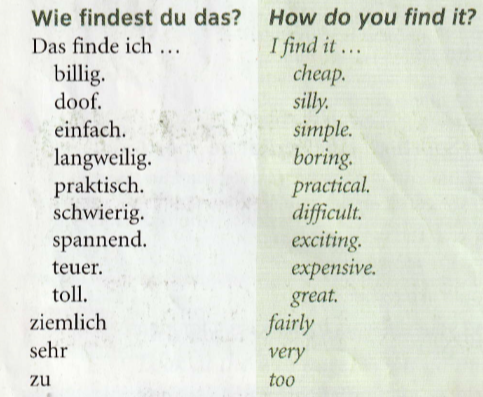 Wie findest du das? How do you find it?
Das finde ich … I find it …
billig. cheap.
doof. silly.
einfach. simple.
langweilig. boring.
praktisch. practical.
schwierig. difficult.
spannend. exciting.
teuer. expensive.
toll. great.
ziemlich fairly
sehr very
zu too